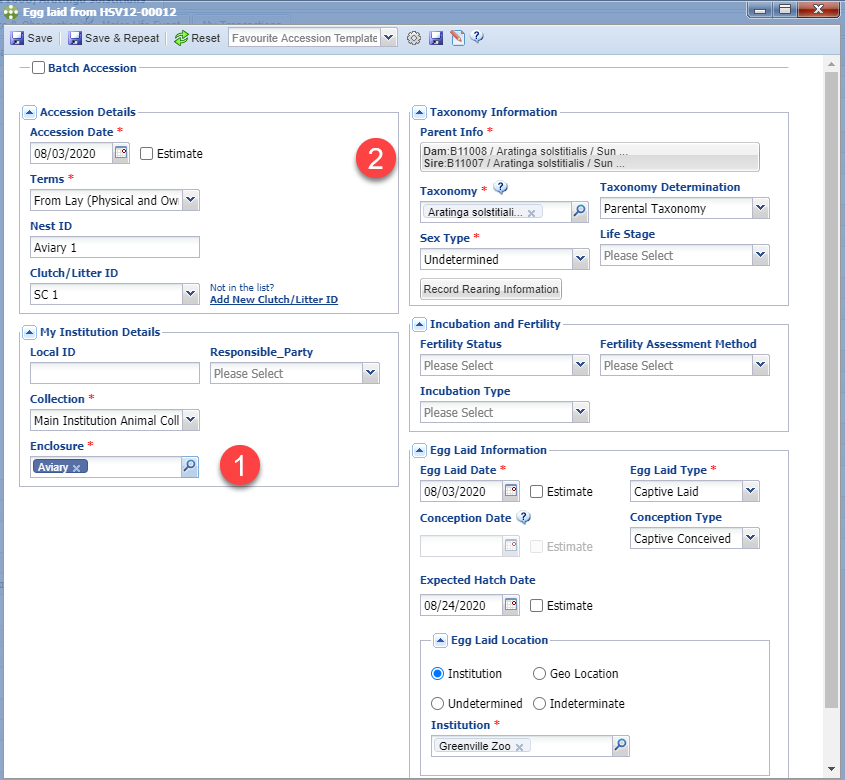 Egg laid from HSV12-00012
Save
Save & Repeat
Reset
Favourite Accession Template
Batch Accession
Accession Details
Accession Date *
08/03/2020
Estimate
Terms *
From Lay (Physical and Ow
Nest ID
Aviary 1
Clutch/Litter ID
SC 1
Not in the list?
Add New Clutch/Litter ID
My Institution Details
Local ID
Responsible_Party
Please Select
Collection *
Main Institution Animal Coll
Enclosure *
Aviary x
1
2
Taxonomy Information
Parent Info *
Dam:B11008 / Aratinga solstitialis / Sun ...
Sire:B11007 / Aratinga solstitialis / Sun ...
Taxonomy *
Aratinga solstitiali... x
Taxonomy Determination
Parental Taxonomy
Sex Type *
Undetermined
Life Stage
Please Select
Record Rearing Information
Incubation and Fertility
Fertility Status
Please Select
Fertility Assessment Method
Please Select
Incubation Type
Please Select
Egg Laid Information
Egg Laid Date *
08/03/2020
Estimate
Egg Laid Type *
Captive Laid
Conception Date
Estimate
Conception Type
Captive Conceived
Expected Hatch Date
08/24/2020
Estimate
Egg Laid Location
Institution
Geo Location
Undetermined
Indeterminate
Institution *
Greenville Zoo x